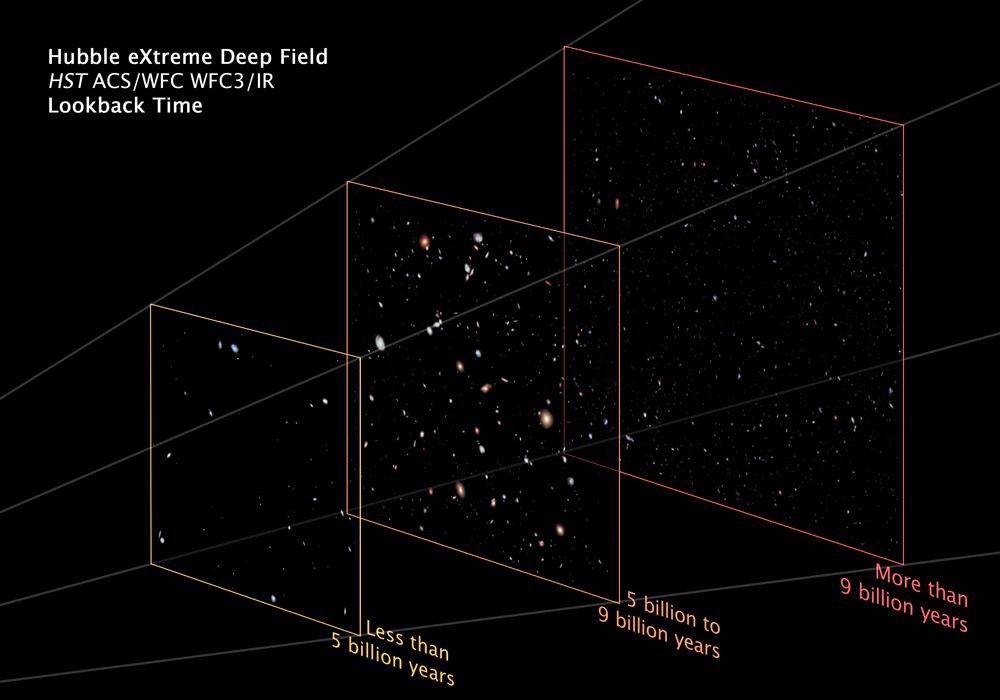 Hubble eXtreme Deep Field
HST ACS/WFC WFC3/IR
Lookback Time
Less than
5 billion years
5 billion to
9 billion years
More than
9 billion years